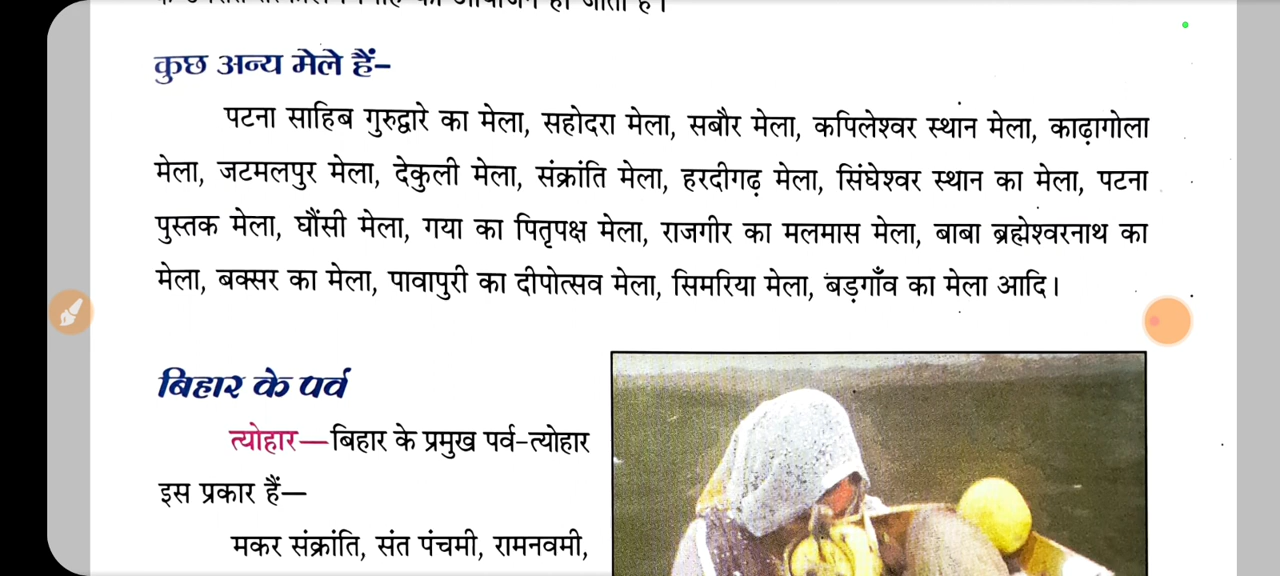 कुछ अन्य मेले हैं–
पटना साहिब गुरुद्वारे का मेला, सहोदरा मेला, सबौर मेला, कपिलेश्वर स्थान मेला, काढ़ागोला
मेला, जटमलपुर मेला, देकुली मेला, संक्रांति मेला, हरदीगढ़ मेला, सिंघेश्वर स्थान का मेला, पटना
पुस्तक मेला, घौंसी मेला, गया का पितृपक्ष मेला, राजगीर का मलमास मेला, बाबा ब्रह्मेश्वरनाथ का
मेला, बक्सर का मेला, पावापुरी का दीपोत्सव मेला, सिमरिया मेला, बड़गाँव का मेला आदि।
बिहार के पर्व
त्योहार—बिहार के प्रमुख पर्व-त्योहार
इस प्रकार हैं—
मकर संक्रांति, संत पंचमी, रामनवमी,